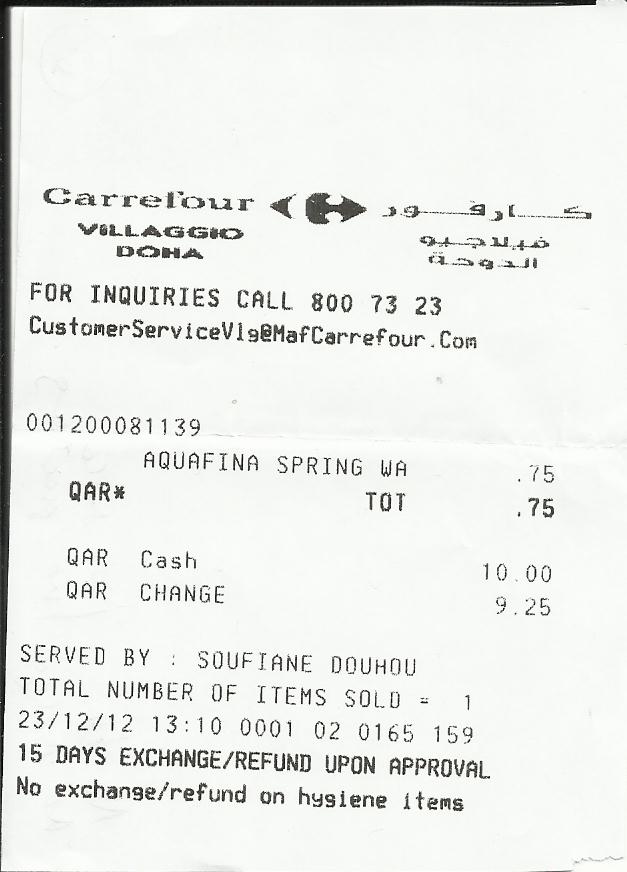 Carrefour كارفور
VILLAGGIO فيلاجيو
DOHA الدوحة
FOR INQUIRIES CALL 800 73 23
CustomerServiceVlg@MafCarrefour.Com
001200081139
AQUAFINA SPRING WA .75
QAR* TOT .75
QAR Cash 10.00
QAR CHANGE 9.25
SERVED BY : SOUFIANE DOUHOU
TOTAL NUMBER OF ITEMS SOLD = 1
23/12/12 13:10 0001 02 0165 159
15 DAYS EXCHANGE/REFUND UPON APPROVAL
No exchange/refund on hygiene items